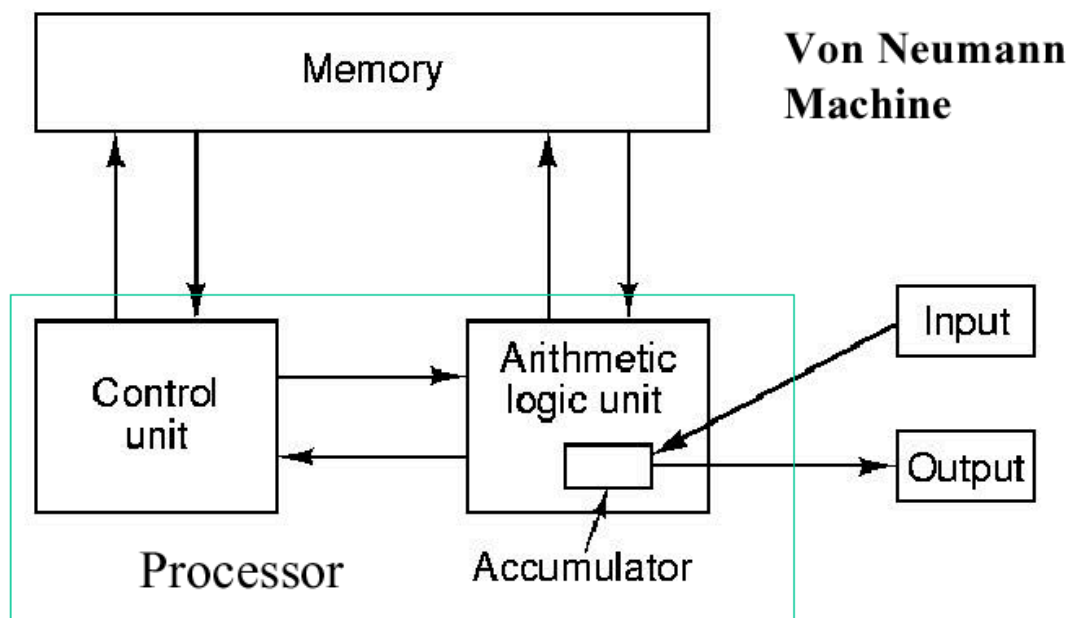 Memory
Von Neumann
Machine
Control
unit
Arithmetic
logic unit
Input
Output
Processor
Accumulator